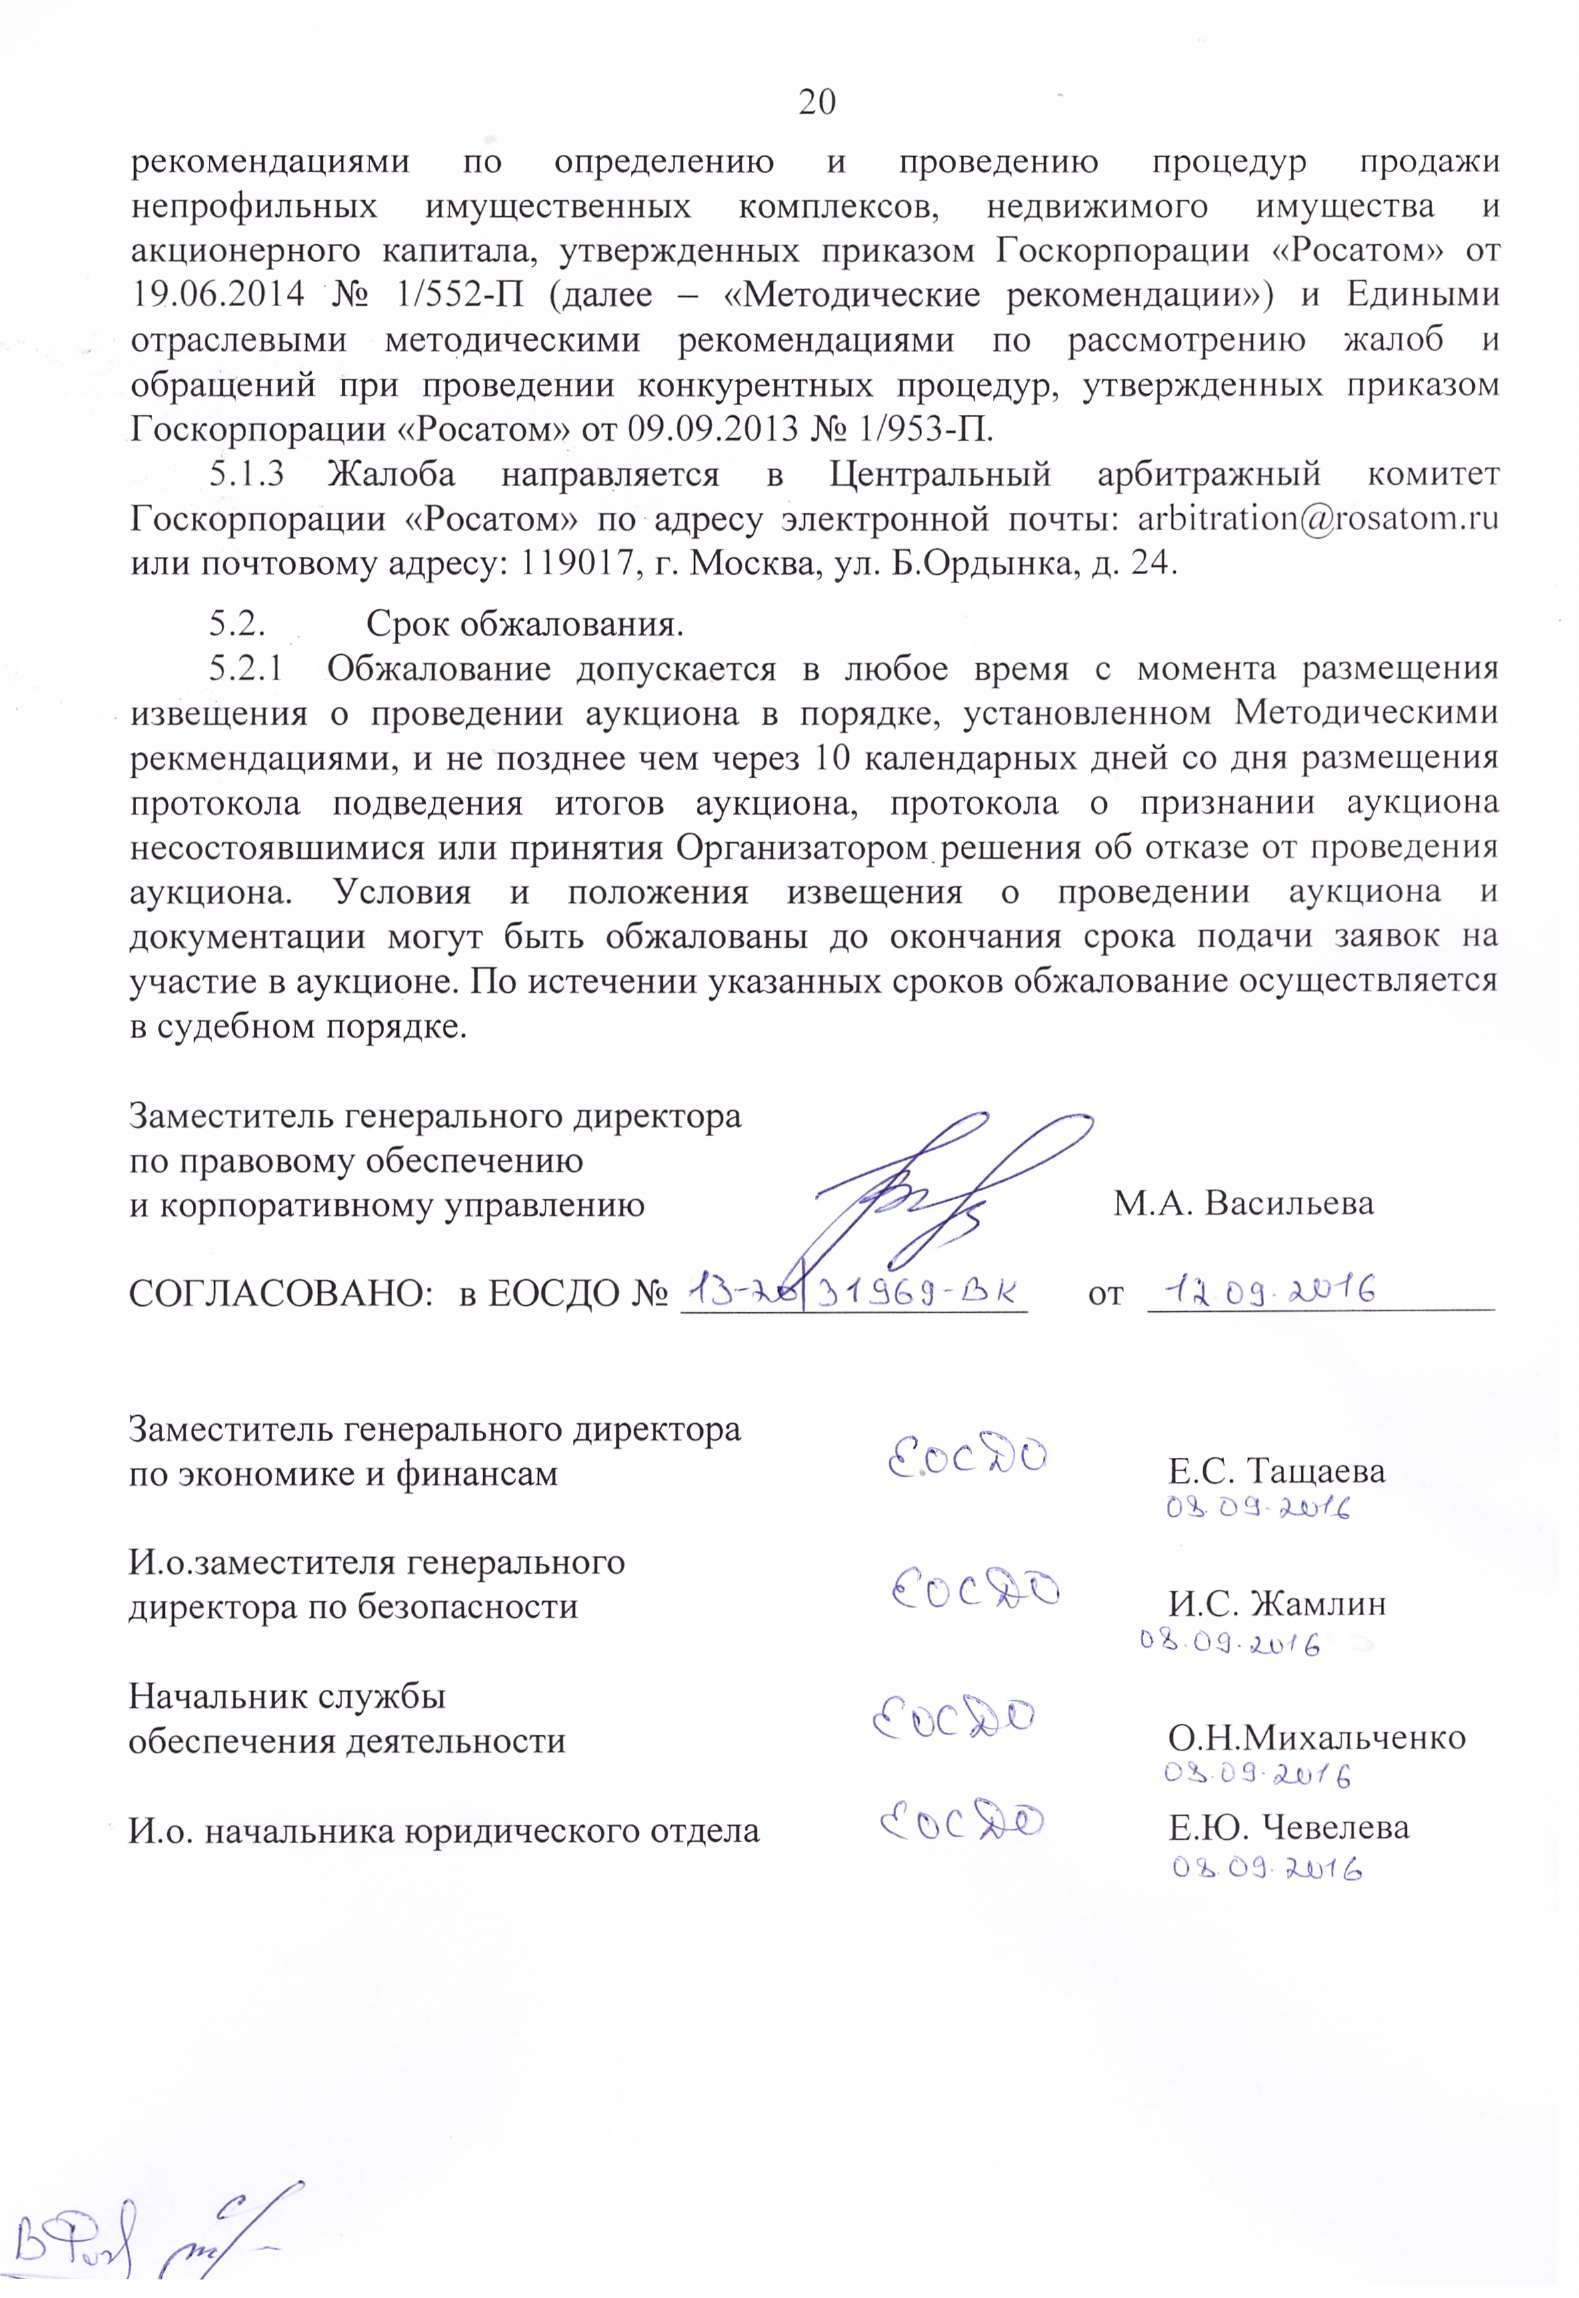 20
рекомендациями по определению и проведению процедур продажи
непрофильных имущественных комплексов, недвижимого имущества и
акционерного капитала, утвержденных приказом Госкорпорации «Росатом» от
19.06.2014 № 1/552-П (далее – «Методические рекомендации») и Едиными
отраслевыми методическими рекомендациями по рассмотрению жалоб и
обращений при проведении конкурентных процедур, утвержденных приказом
Госкорпорации «Росатом» от 09.09.2013 № 1/953-П.
5.1.3 Жалоба направляется в Центральный арбитражный комитет
Госкорпорации «Росатом» по адресу электронной почты: arbitration@rosatom.ru
или почтовому адресу: 119017, г. Москва, ул. Б.Ордынка, д. 24.
5.2. Срок обжалования.
5.2.1 Обжалование допускается в любое время с момента размещения
извещения о проведении аукциона в порядке, установленном Методическими
рекмендациями, и не позднее чем через 10 календарных дней со дня размещения
протокола подведения итогов аукциона, протокола о признании аукциона
несостоявшимися или принятия Организатором решения об отказе от проведения
аукциона. Условия и положения извещения о проведении аукциона и
документации могут быть обжалованы до окончания срока подачи заявок на
участие в аукционе. По истечении указанных сроков обжалование осуществляется
в судебном порядке.
Заместитель генерального директора
по правовому обеспечению
и корпоративному управлению М.А. Васильева
СОГЛАСОВАНО: в ЕОСДО № 13-20/31969-ВК от 12.09.2016
Заместитель генерального директора
по экономике и финансам ЕОСДО Е.С. Тащаева
08.09.2016
И.о.заместителя генерального
директора по безопасности ЕОСДО И.С. Жамлин
08.09.2016
Начальник службы
обеспечения деятельности ЕОСДО О.Н.Михальченко
08.09.2016
И.о. начальника юридического отдела ЕОСДО Е.Ю. Чевелева
08.09.2016